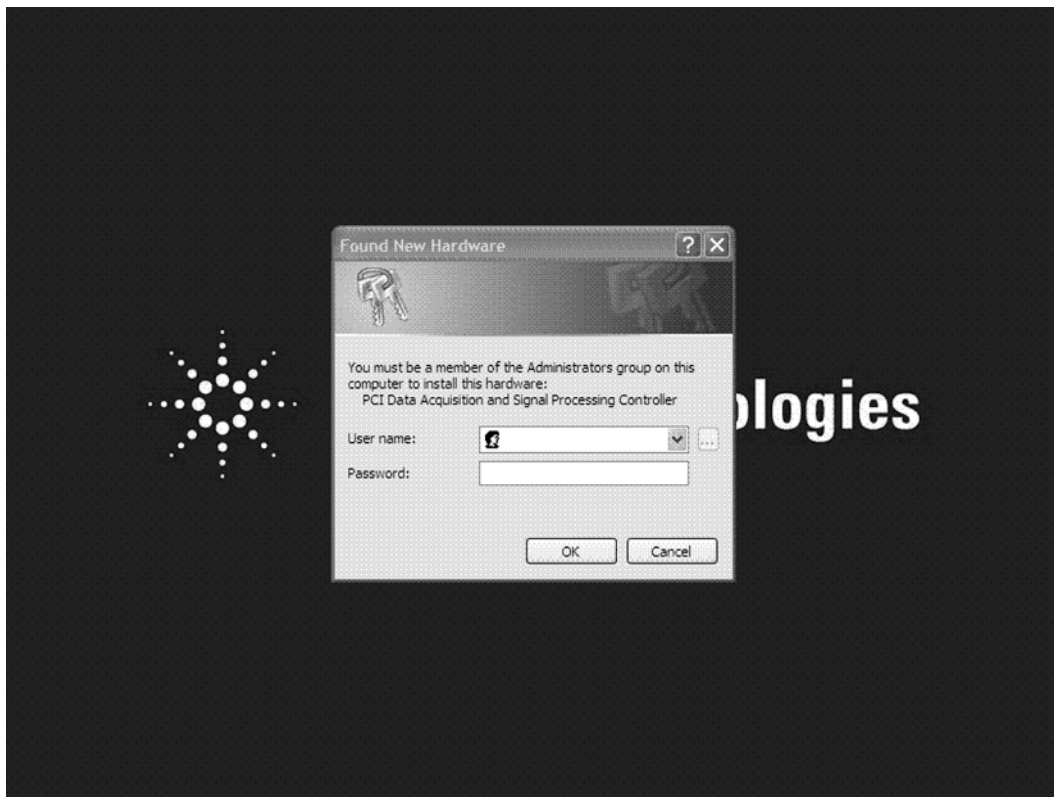 Found New Hardware
You must be a member of the Administrators group on this
computer to install this hardware:
PCI Data Acquisition and Signal Processing Controller
ologies
User name:
...
Password:
OK Cancel